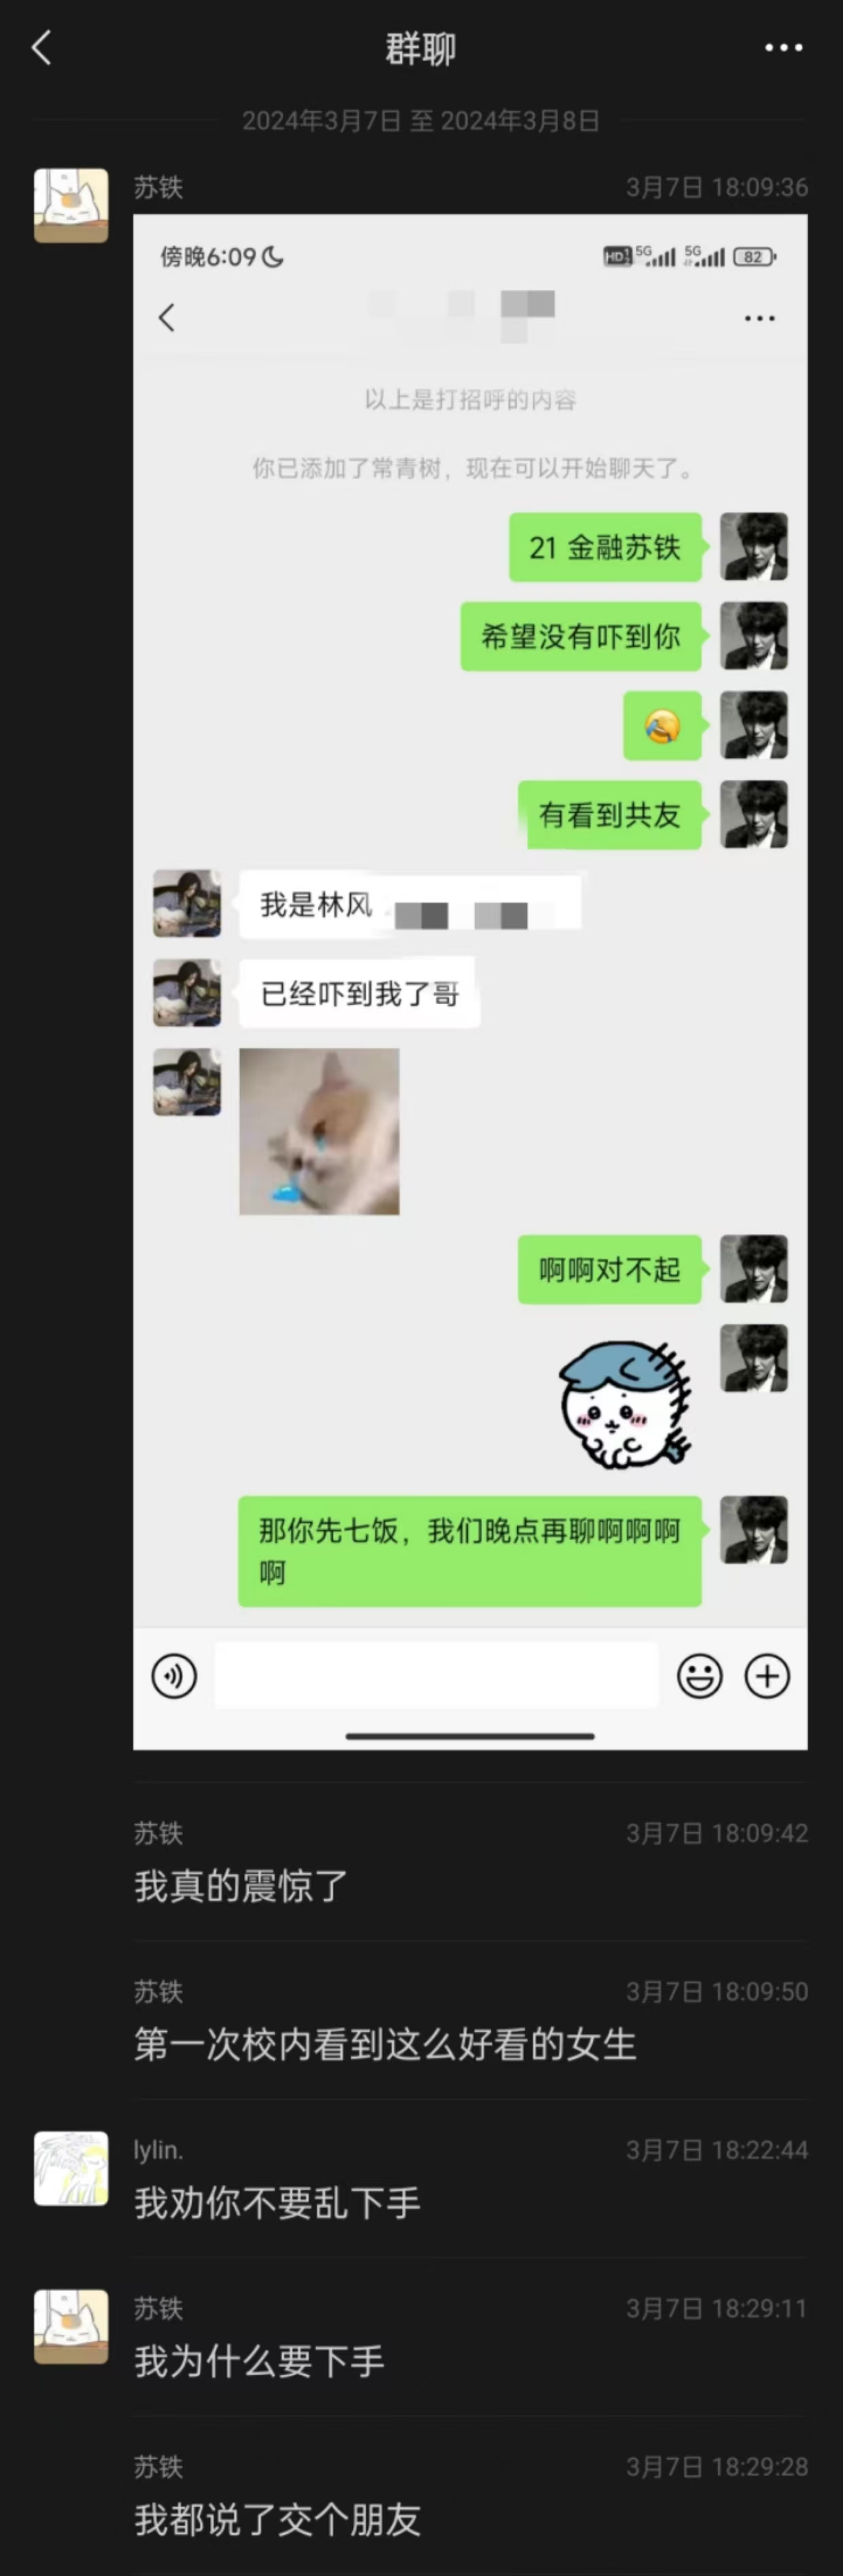 群聊
2024年3月7日 至 2024年3月8日
苏铁
3月7日 18:09:36
傍晚6:09
HD 5G 5G 82
以上是打招呼的内容
你已添加了常青树，现在可以开始聊天了。
21 金融苏铁
希望没有吓到你
有看到共友
我是林风
已经吓到我了哥
啊啊对不起
那你先七饭，我们晚点再聊啊啊啊
啊
苏铁
3月7日 18:09:42
我真的震惊了
苏铁
3月7日 18:09:50
第一次校内看到这么好看的女生
lylin.
3月7日 18:22:44
我劝你不要乱下手
苏铁
3月7日 18:29:11
我为什么要下手
苏铁
3月7日 18:29:28
我都说了交个朋友